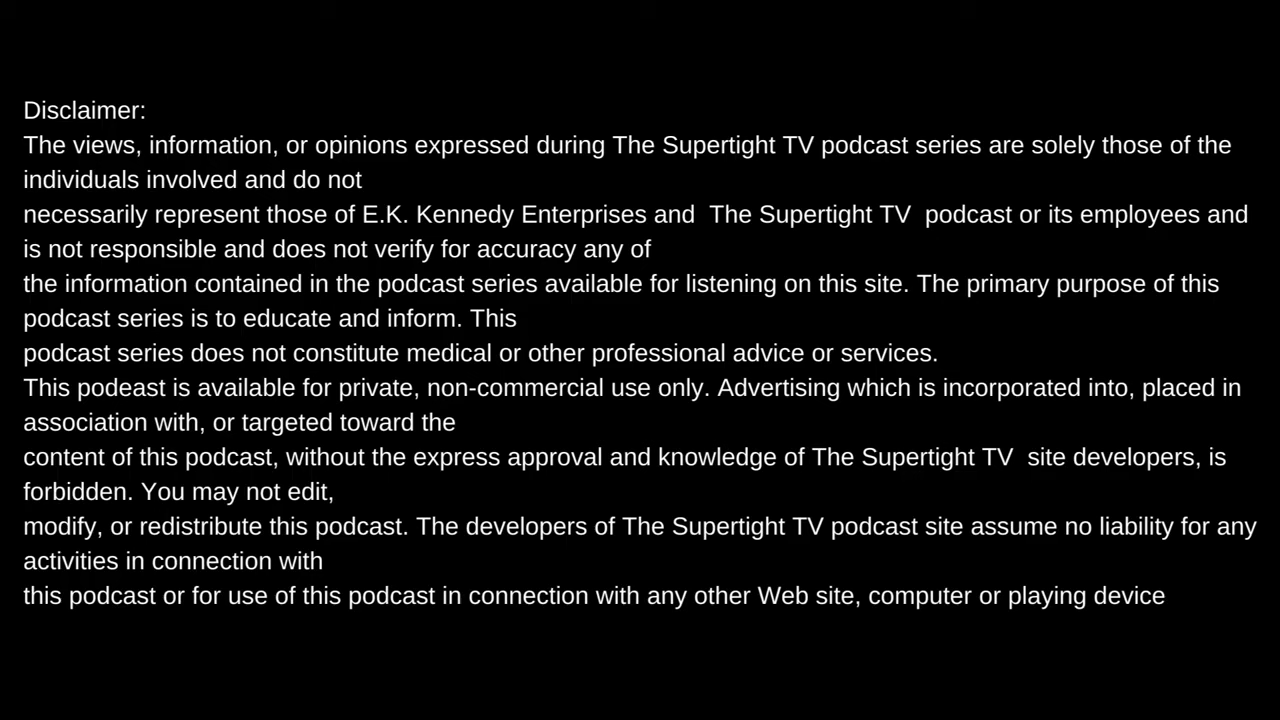 Disclaimer:
The views, information, or opinions expressed during The Supertight TV podcast series are solely those of the
individuals involved and do not
necessarily represent those of E.K. Kennedy Enterprises and  The Supertight TV  podcast or its employees and
is not responsible and does not verify for accuracy any of
the information contained in the podcast series available for listening on this site. The primary purpose of this
podcast series is to educate and inform. This
podcast series does not constitute medical or other professional advice or services.
This podeast is available for private, non-commercial use only. Advertising which is incorporated into, placed in
association with, or targeted toward the
content of this podcast, without the express approval and knowledge of The Supertight TV  site developers, is
forbidden. You may not edit,
modify, or redistribute this podcast. The developers of The Supertight TV podcast site assume no liability for any
activities in connection with
this podcast or for use of this podcast in connection with any other Web site, computer or playing device